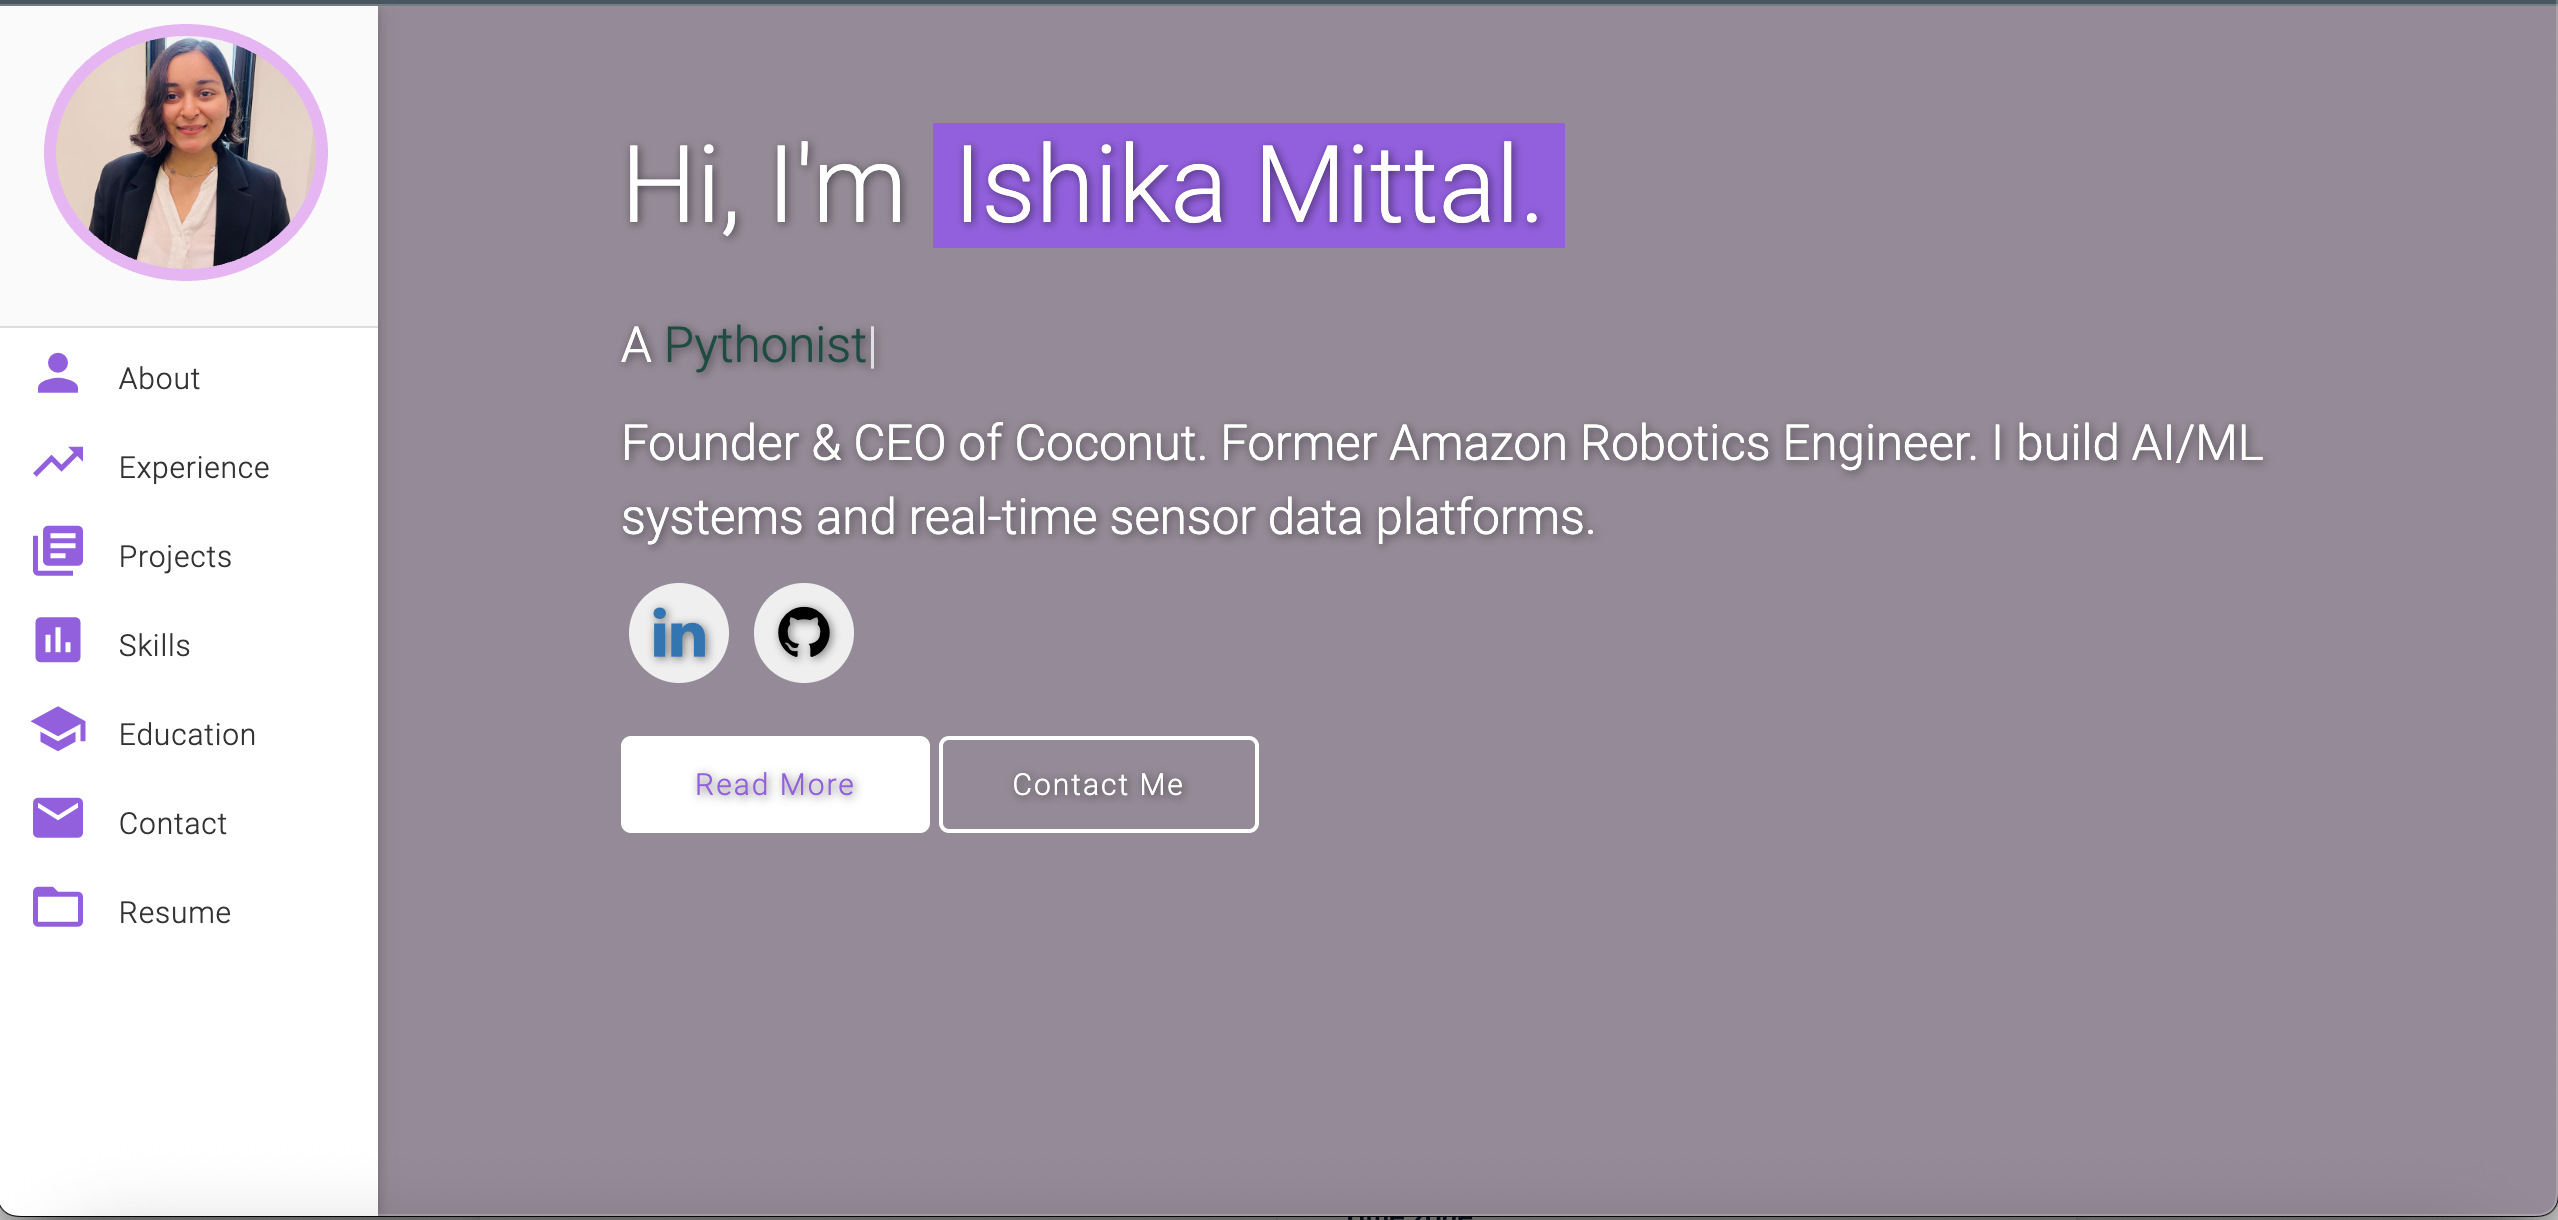 About
Experience
Projects
Skills
Education
Contact
Resume
Hi, I'm Ishika Mittal.
A Pythonist|
Founder & CEO of Coconut. Former Amazon Robotics Engineer. I build AI/ML
systems and real-time sensor data platforms.
in
Read More
Contact Me